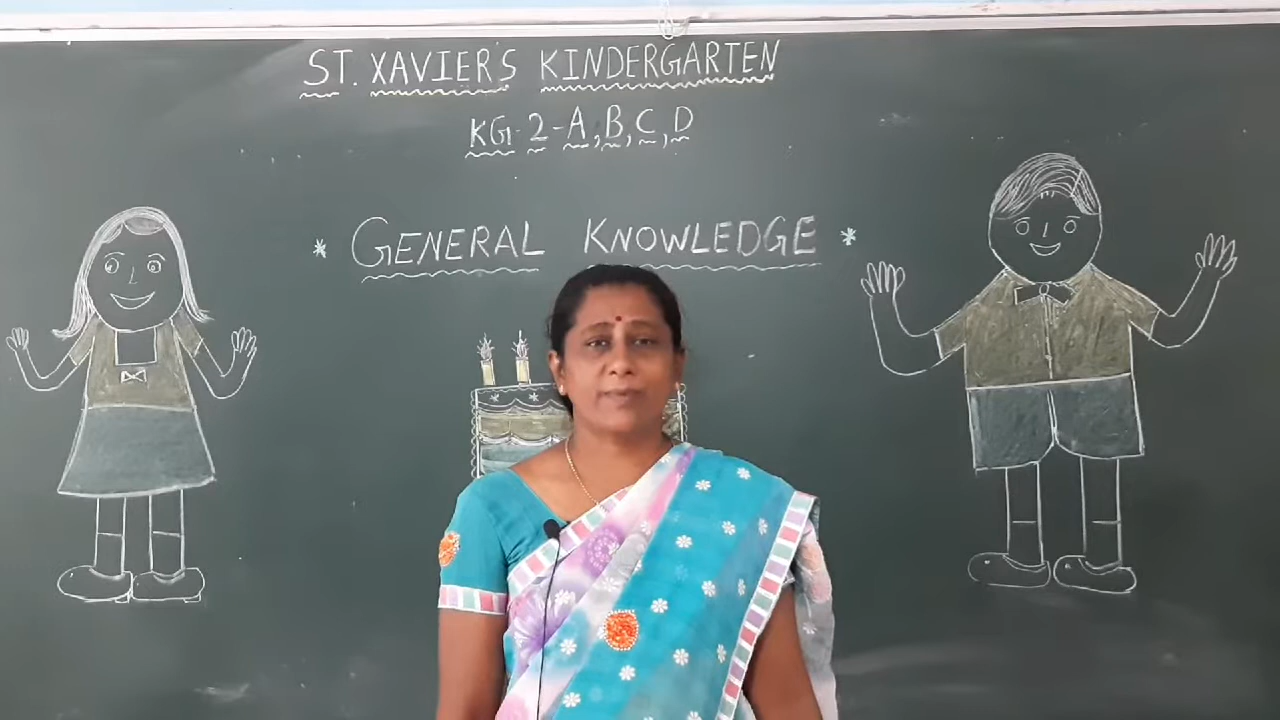 ST. XAVIER'S KINDERGARTEN
KG-2-A,B,C,D
* GENERAL KNOWLEDGE *